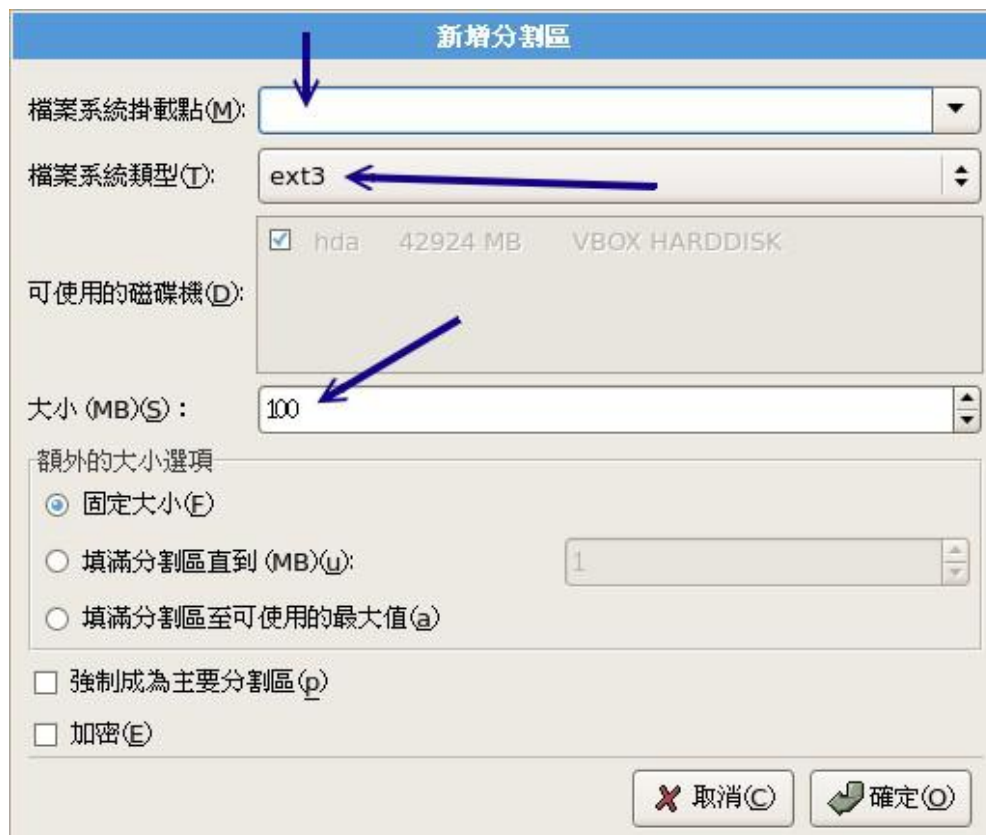 新增分割區
檔案系統掛載點(M):
檔案系統類型(T): ext3
hda 42924 MB VBOX HARDDISK
可使用的磁碟機(D):
大小 (MB)(S) : 100
額外的大小選項
固定大小(F)
填滿分割區直到 (MB)(u): 1
填滿分割區至可使用的最大值(a)
強制成為主要分割區(p)
加密(E)
取消(C) 確定(O)